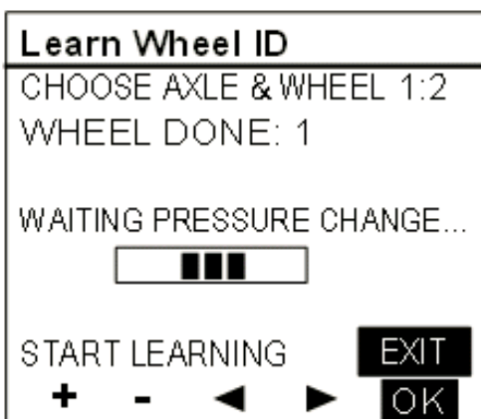 Learn Wheel ID
CHOOSE AXLE & WHEEL 1:2
WHEEL DONE: 1
WAITING PRESSURE CHANGE...
START LEARNING EXIT
+ - ◀ ▶ OK